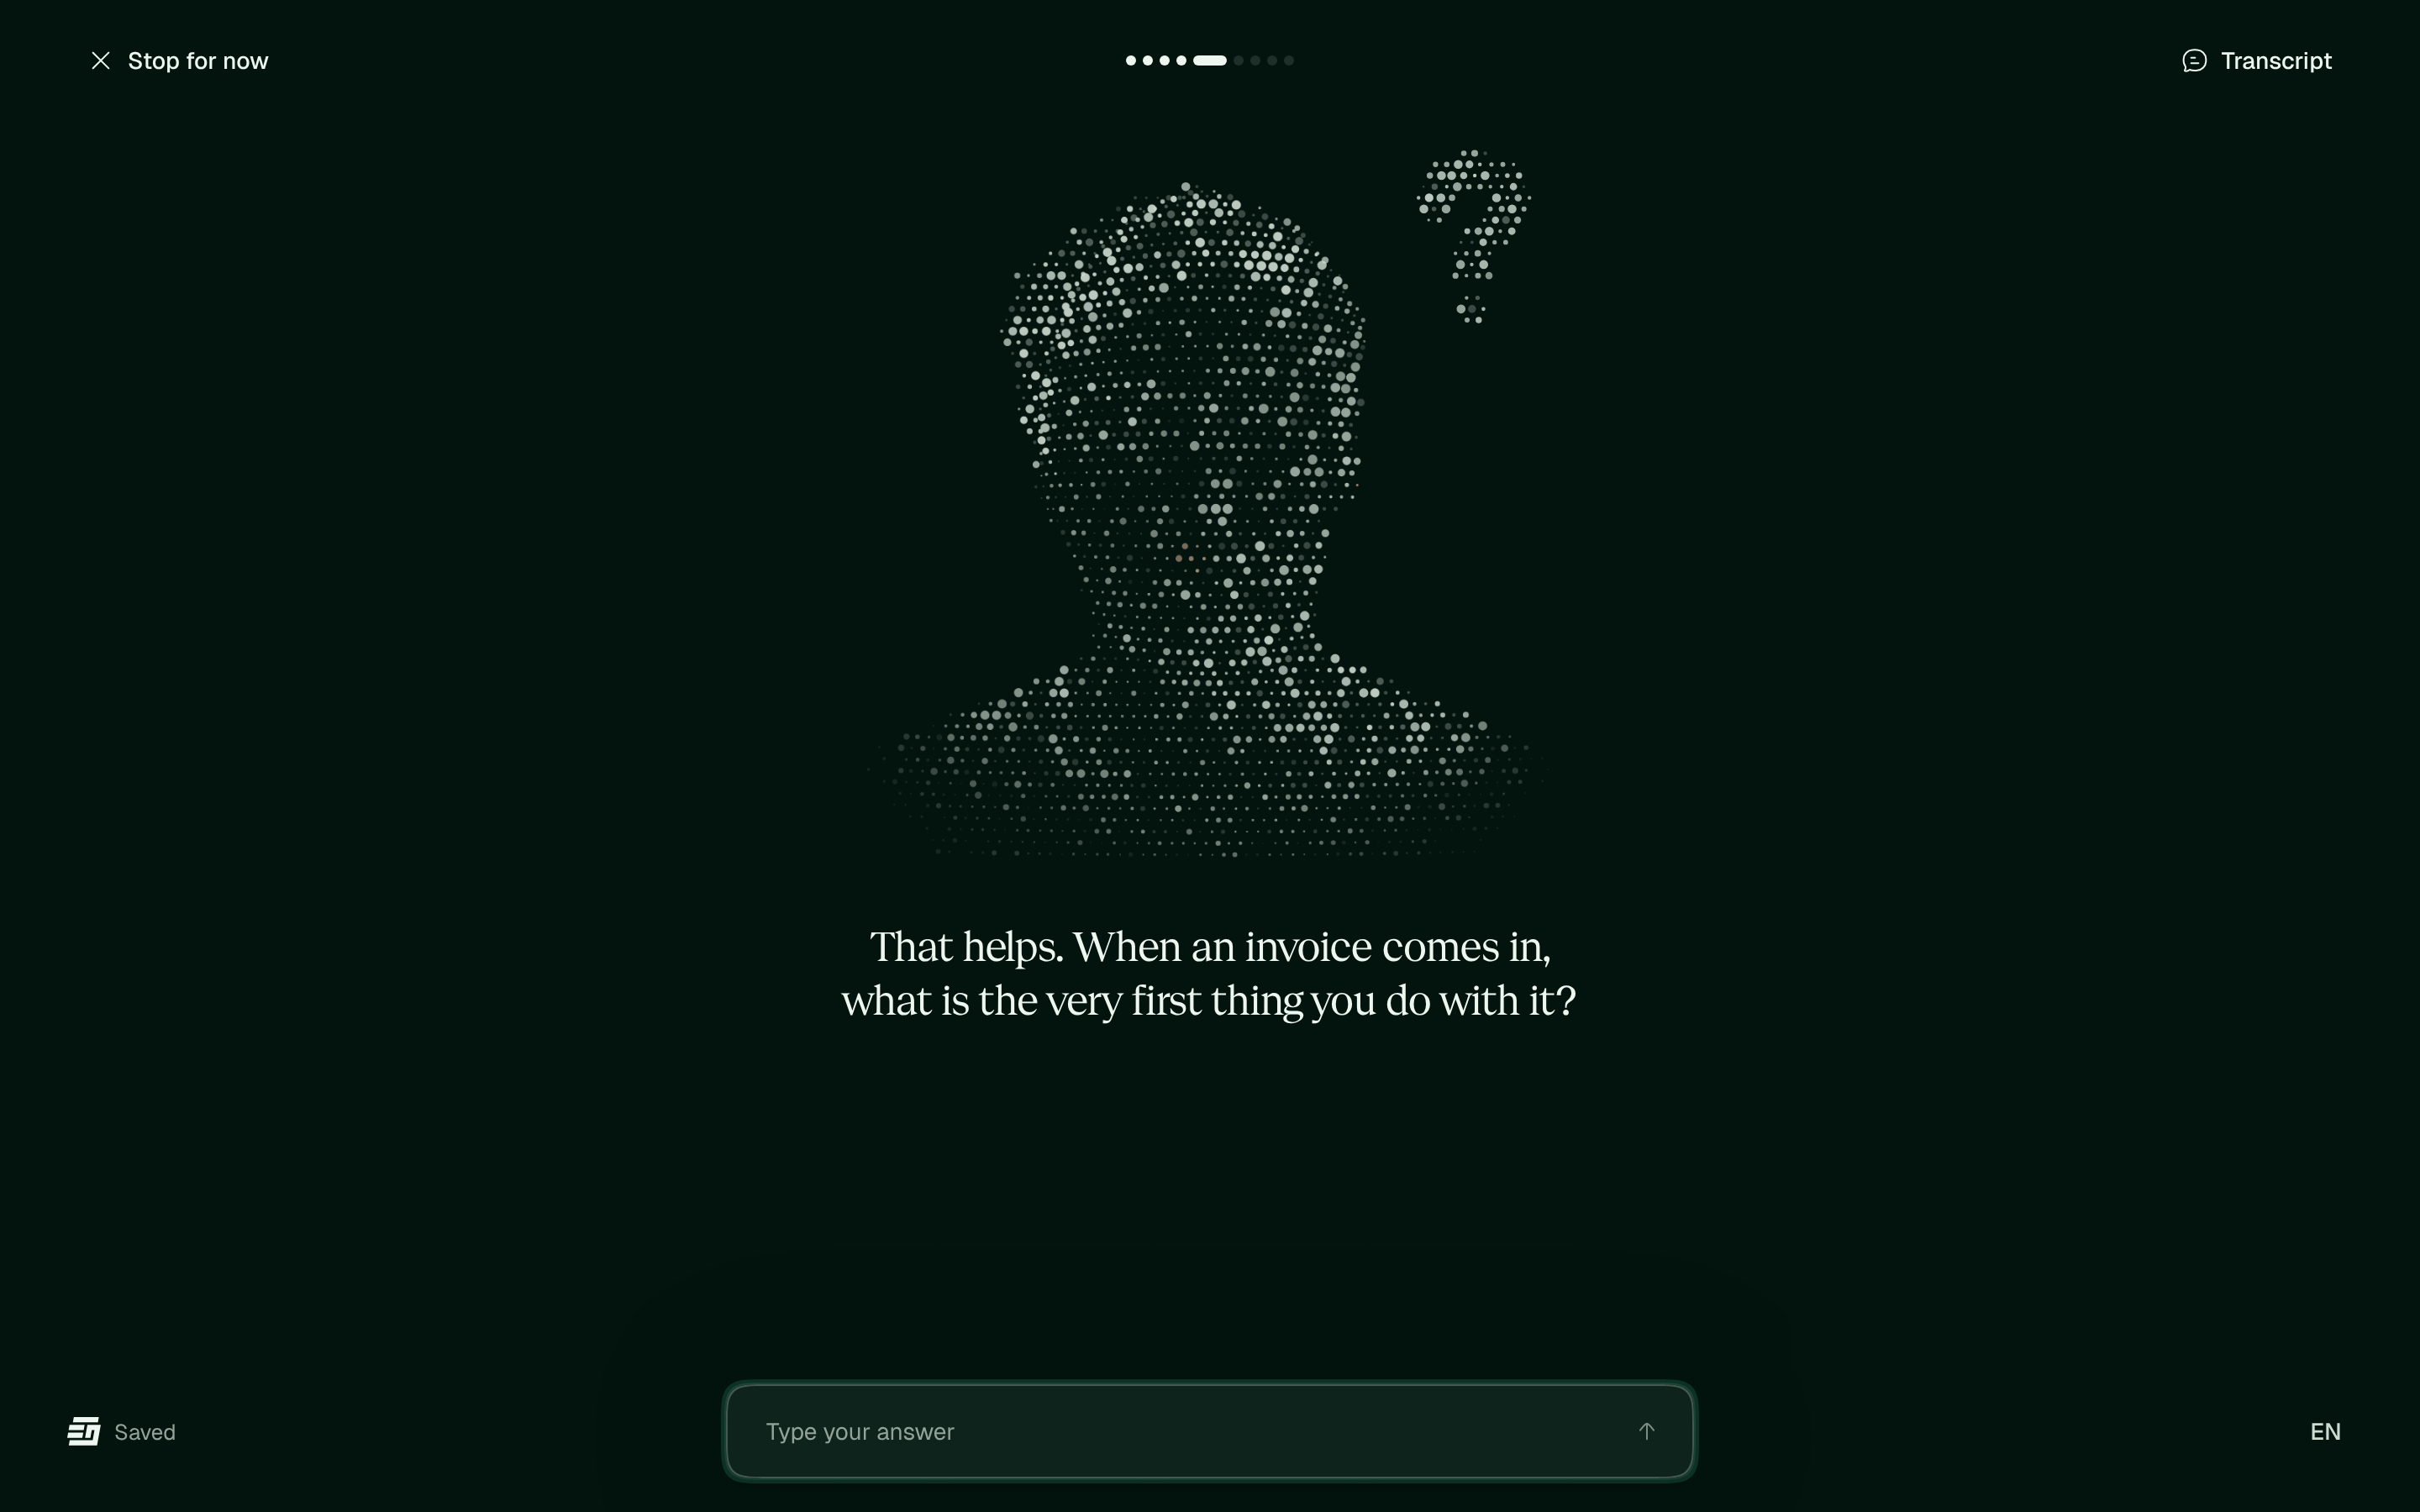 Stop for now
Transcript
?
That helps. When an invoice comes in,
what is the very first thing you do with it?
Saved
Type your answer
EN